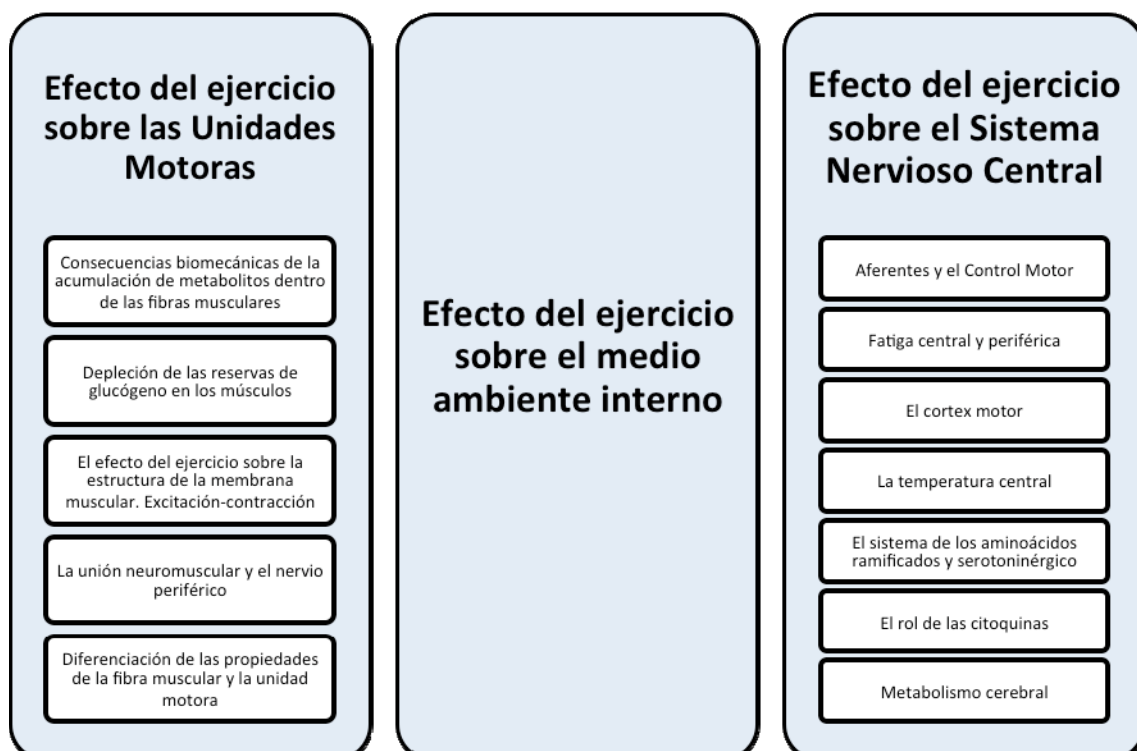 Efecto del ejercicio
sobre las Unidades
Motoras
Consecuencias biomecánicas de la
acumulación de metabolitos dentro
de las fibras musculares
Depleción de las reservas de
glucógeno en los músculos
El efecto del ejercicio sobre la
estructura de la membrana
muscular. Excitación-contracción
La unión neuromuscular y el nervio
periférico
Diferenciación de las propiedades
de la fibra muscular y la unidad
motora
Efecto del ejercicio
sobre el medio
ambiente interno
Efecto del ejercicio
sobre el Sistema
Nervioso Central
Aferentes y el Control Motor
Fatiga central y periférica
El cortex motor
La temperatura central
El sistema de los aminoácidos
ramificados y serotoninérgico
El rol de las citoquinas
Metabolismo cerebral